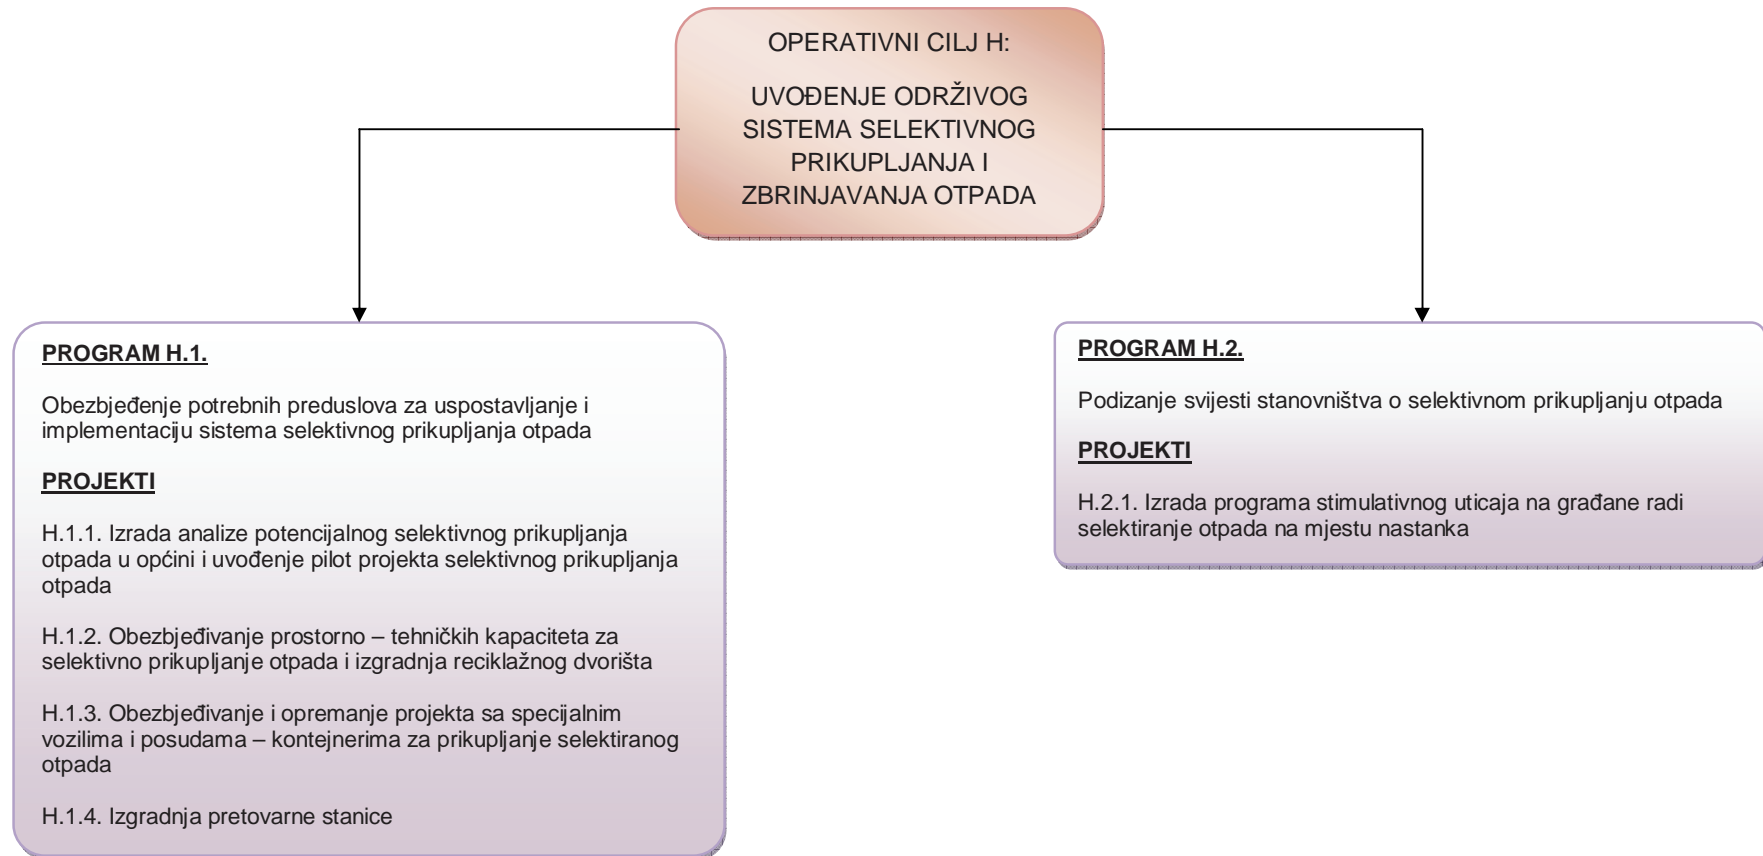 OPERATIVNI CILJ H:
UVOĐENJE ODRŽIVOG
SISTEMA SELEKTIVNOG
PRIKUPLJANJA I
ZBRINJAVANJA OTPADA
PROGRAM H.1.
Obezbjeđenje potrebnih preduslova za uspostavljanje i
implementaciju sistema selektivnog prikupljanja otpada
PROJEKTI
H.1.1. Izrada analize potencijalnog selektivnog prikupljanja
otpada u općini i uvođenje pilot projekta selektivnog prikupljanja
otpada
H.1.2. Obezbjeđivanje prostorno – tehničkih kapaciteta za
selektivno prikupljanje otpada i izgradnja reciklažnog dvorišta
H.1.3. Obezbjeđivanje i opremanje projekta sa specijalnim
vozilima i posudama – kontejnerima za prikupljanje selektiranog
otpada
H.1.4. Izgradnja pretovarne stanice
PROGRAM H.2.
Podizanje svijesti stanovništva o selektivnom prikupljanju otpada
PROJEKTI
H.2.1. Izrada programa stimulativnog uticaja na građane radi
selektiranje otpada na mjestu nastanka